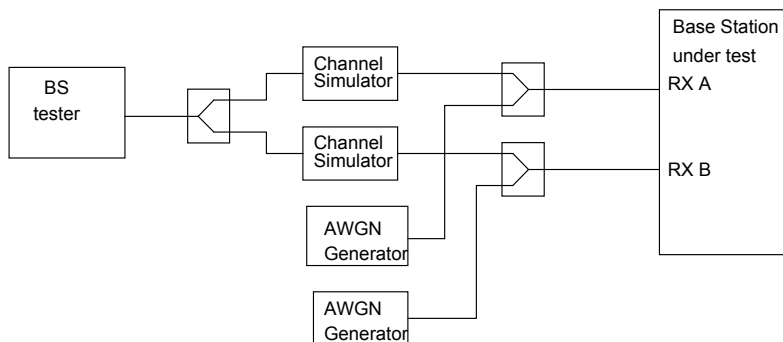 BS
tester
Channel
Simulator
Channel
Simulator
AWGN
Generator
AWGN
Generator
Base Station
under test
RX A
RX B